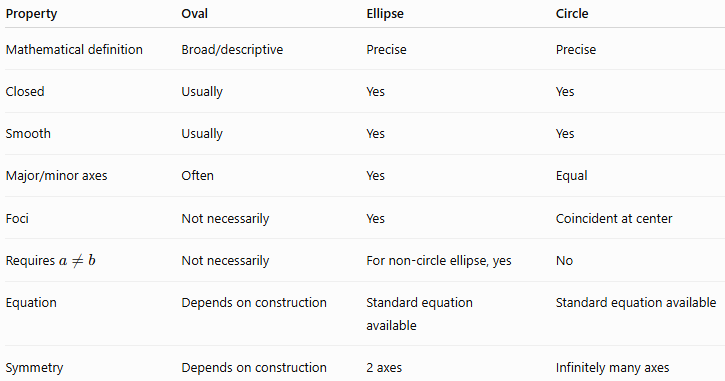 Property Oval Ellipse Circle
Mathematical definition Broad/descriptive Precise Precise
Closed Usually Yes Yes
Smooth Usually Yes Yes
Major/minor axes Often Yes Equal
Foci Not necessarily Yes Coincident at center
Requires a ≠ b Not necessarily For non-circle ellipse, yes No
Equation Depends on construction Standard equation Standard equation available
available
Symmetry Depends on construction 2 axes Infinitely many axes